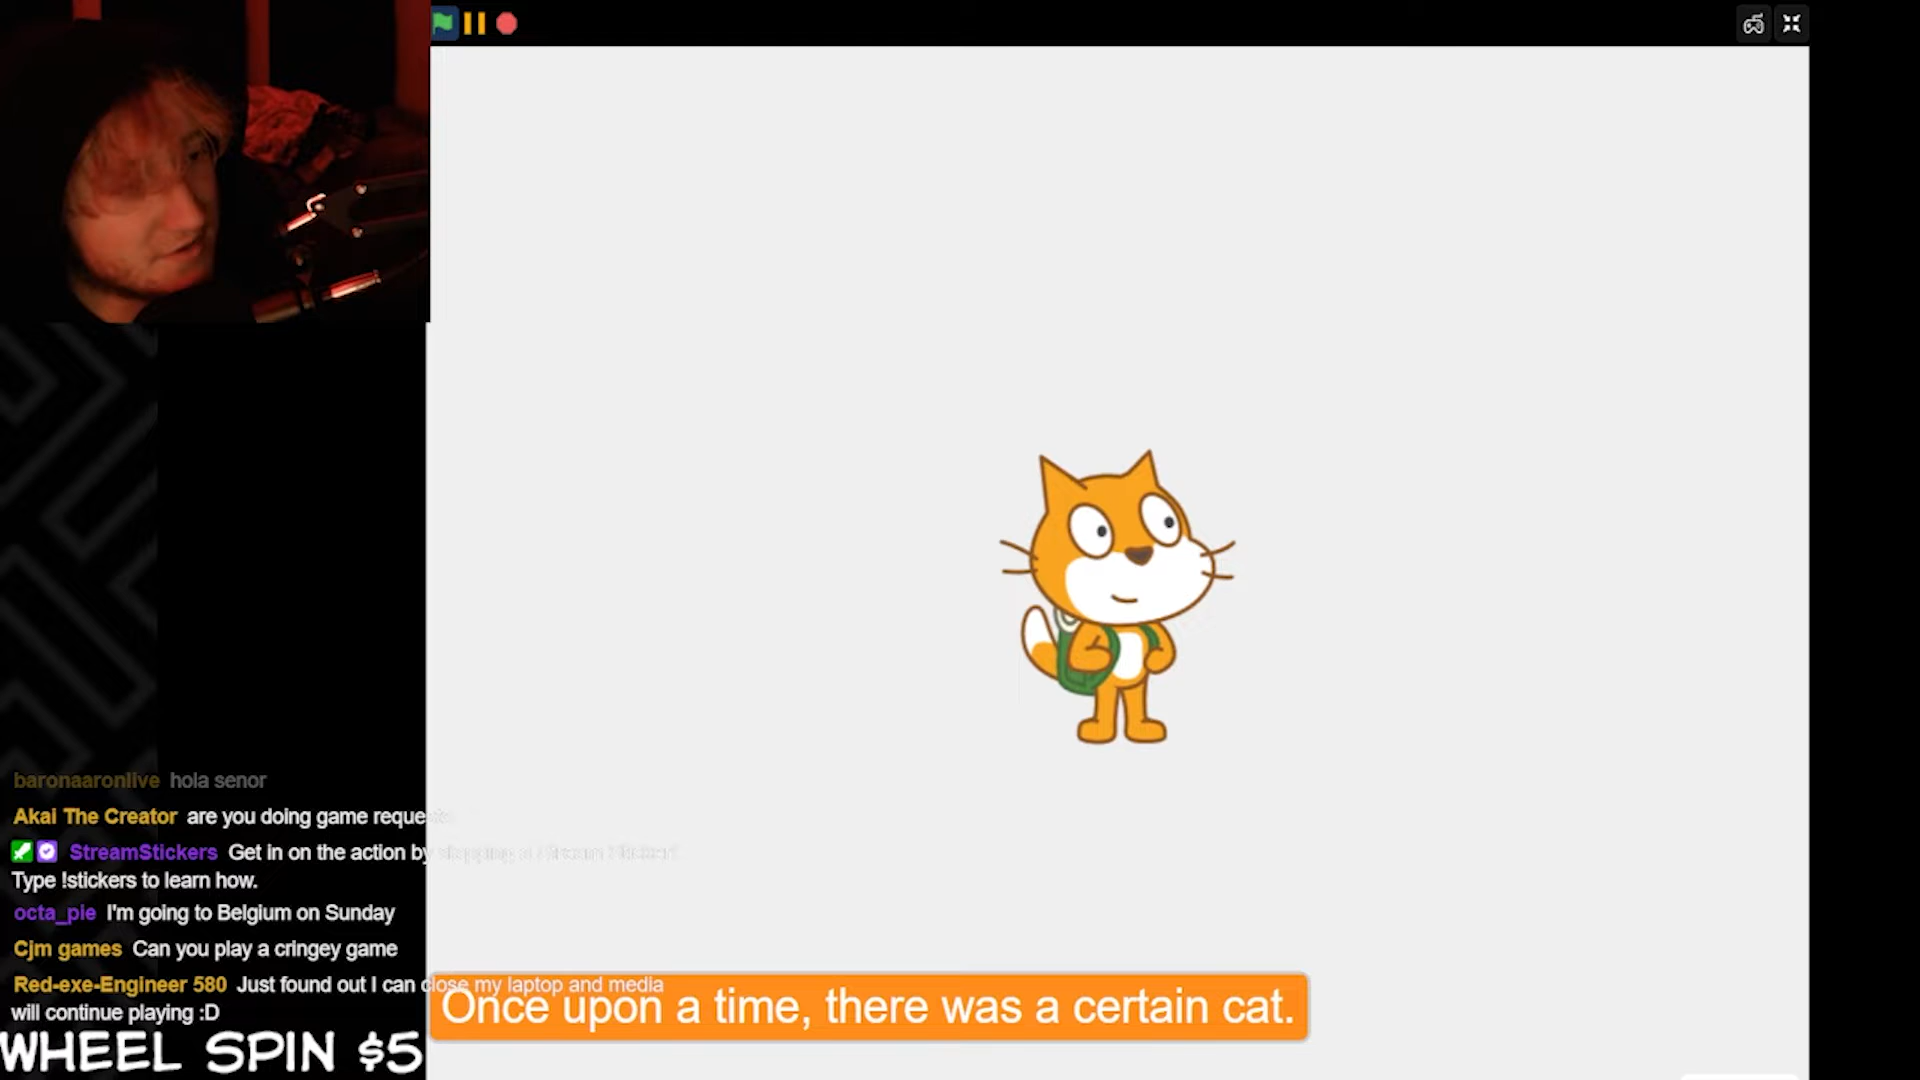 baronaaronlive hola senor
Akai The Creator are you doing game reque
StreamStickers Get in on the action by
Type !stickers to learn how.
octa_pie I'm going to Belgium on Sunday
Cjm games Can you play a cringey game
Red-exe-Engineer 580 Just found out I can close my laptop and media
will continue playing :D
Once upon a time, there was a certain cat.
WHEEL SPIN $5